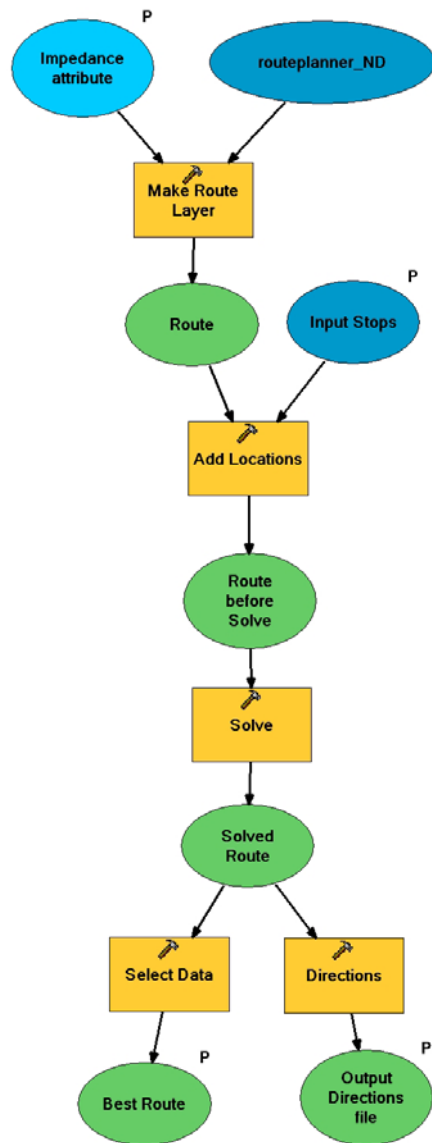 P
Impedance
attribute
routeplanner_ND
Make Route
Layer
P
Route
Input Stops
Add Locations
Route
before
Solve
Solve
Solved
Route
Select Data
Directions
P
Best Route
P
Output
Directions
file